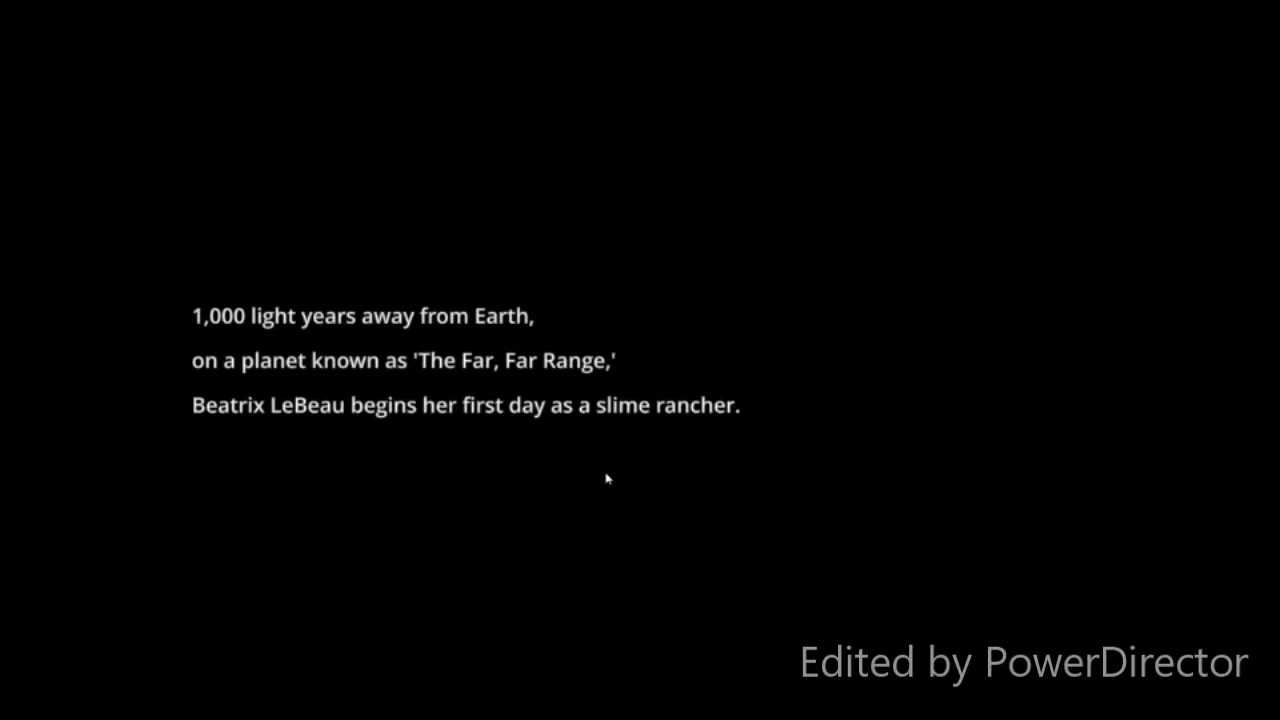 1,000 light years away from Earth,
on a planet known as 'The Far, Far Range,'
Beatrix LeBeau begins her first day as a slime rancher.
Edited by PowerDirector